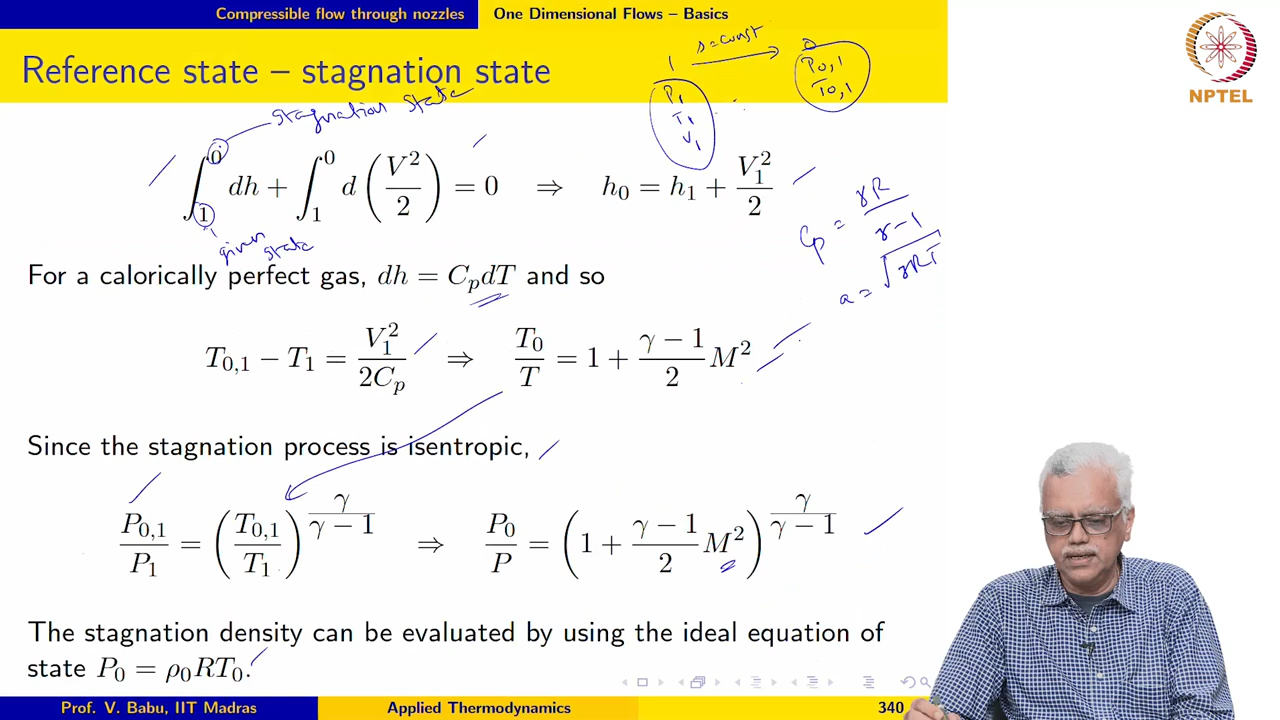 Compressible flow through nozzles One Dimensional Flows – Basics
Reference state – stagnation state
1 s=const 0
P1 P0,1
T1 T0,1
V1
NPTEL
stagnation state
∫₁⁰ dh + ∫₁⁰ d(V²/2) = 0 ⇒ h₀ = h₁ + V₁²/2
given state
Cp = γR/(γ−1)
a = √γRT
For a calorically perfect gas, dh = CpdT and so
T0,1 − T1 = V₁²/2Cp ⇒ T0/T = 1 + (γ − 1)/2 M²
Since the stagnation process is isentropic,
P0,1/P1 = (T0,1/T1)^(γ/(γ − 1)) ⇒ P0/P = (1 + (γ − 1)/2 M²)^(γ/(γ − 1))
The stagnation density can be evaluated by using the ideal equation of
state P0 = ρ0RT0.
Prof. V. Babu, IIT Madras Applied Thermodynamics 340